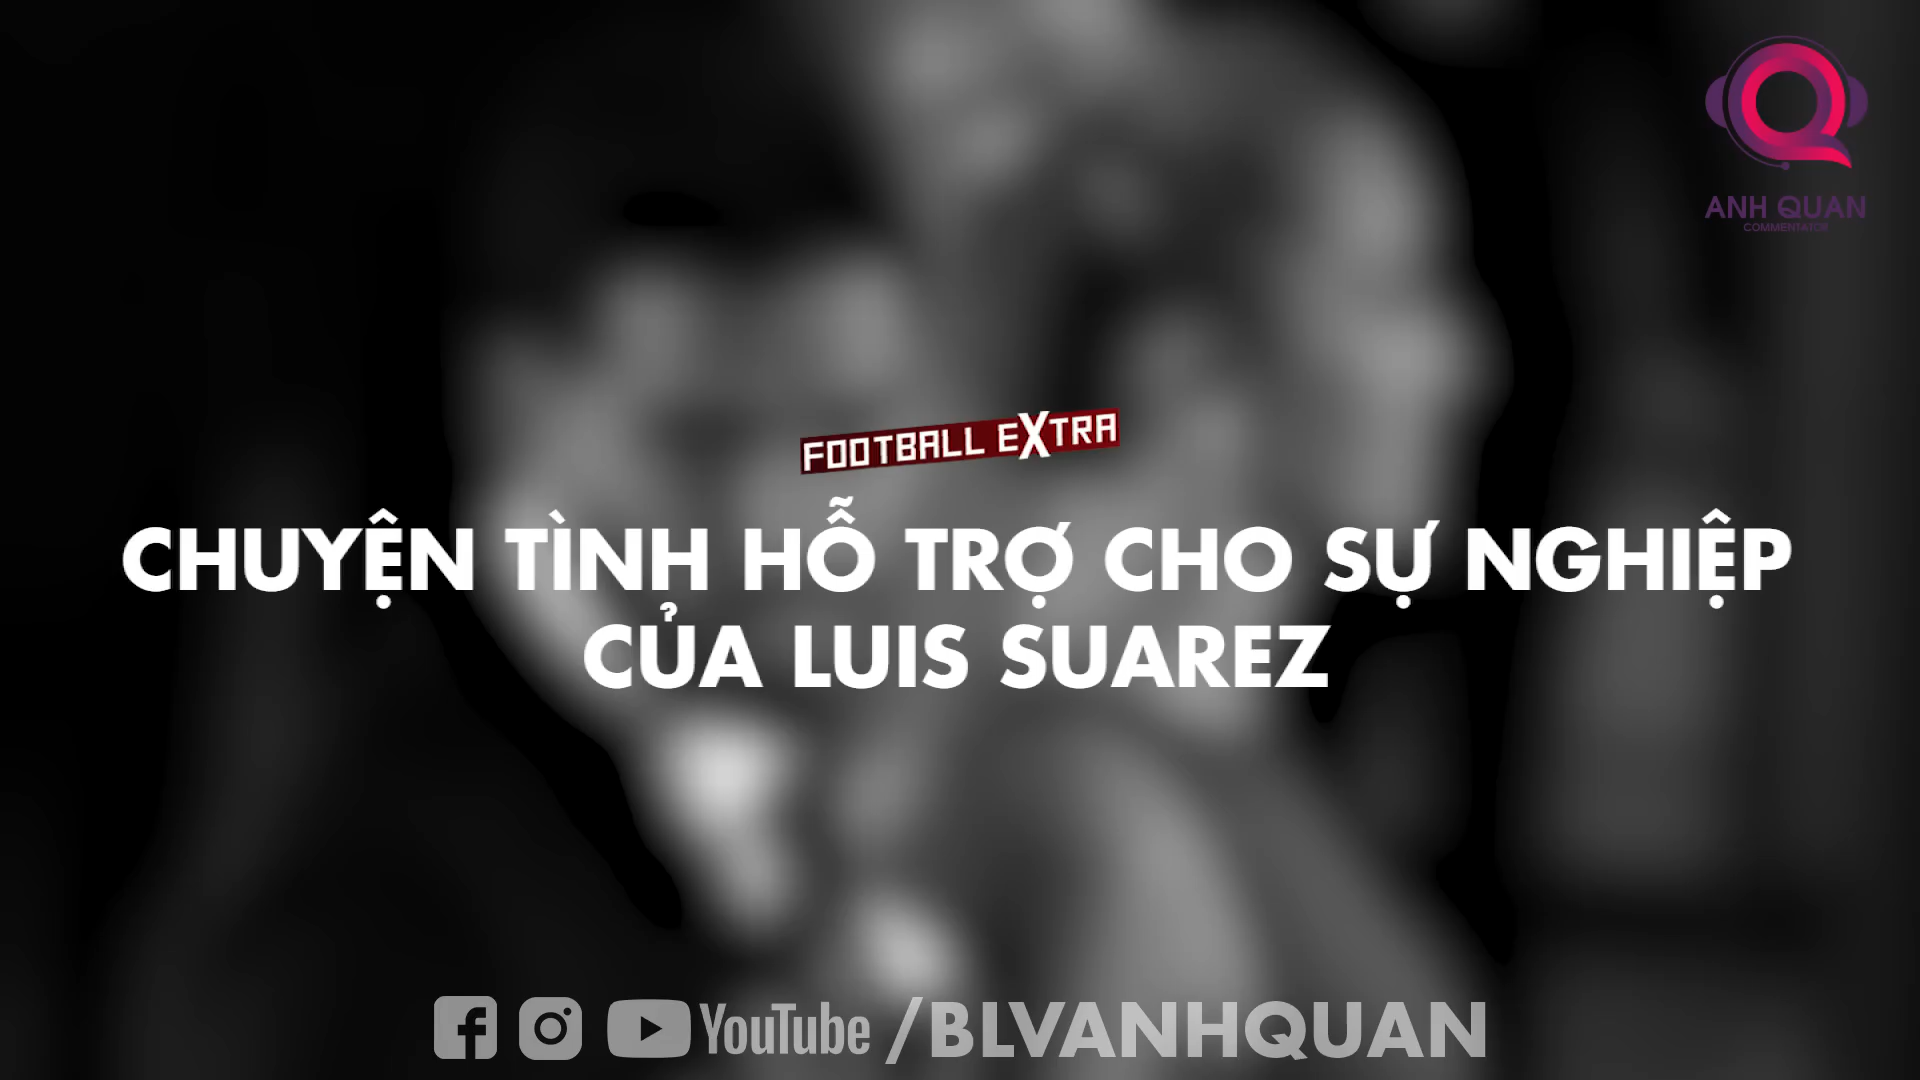 ANH QUAN
COMMENTATOR
FOOTBALL EXTRA
CHUYỆN TÌNH HỖ TRỢ CHO SỰ NGHIỆP
CỦA LUIS SUAREZ
YouTube /BLVANHQUAN